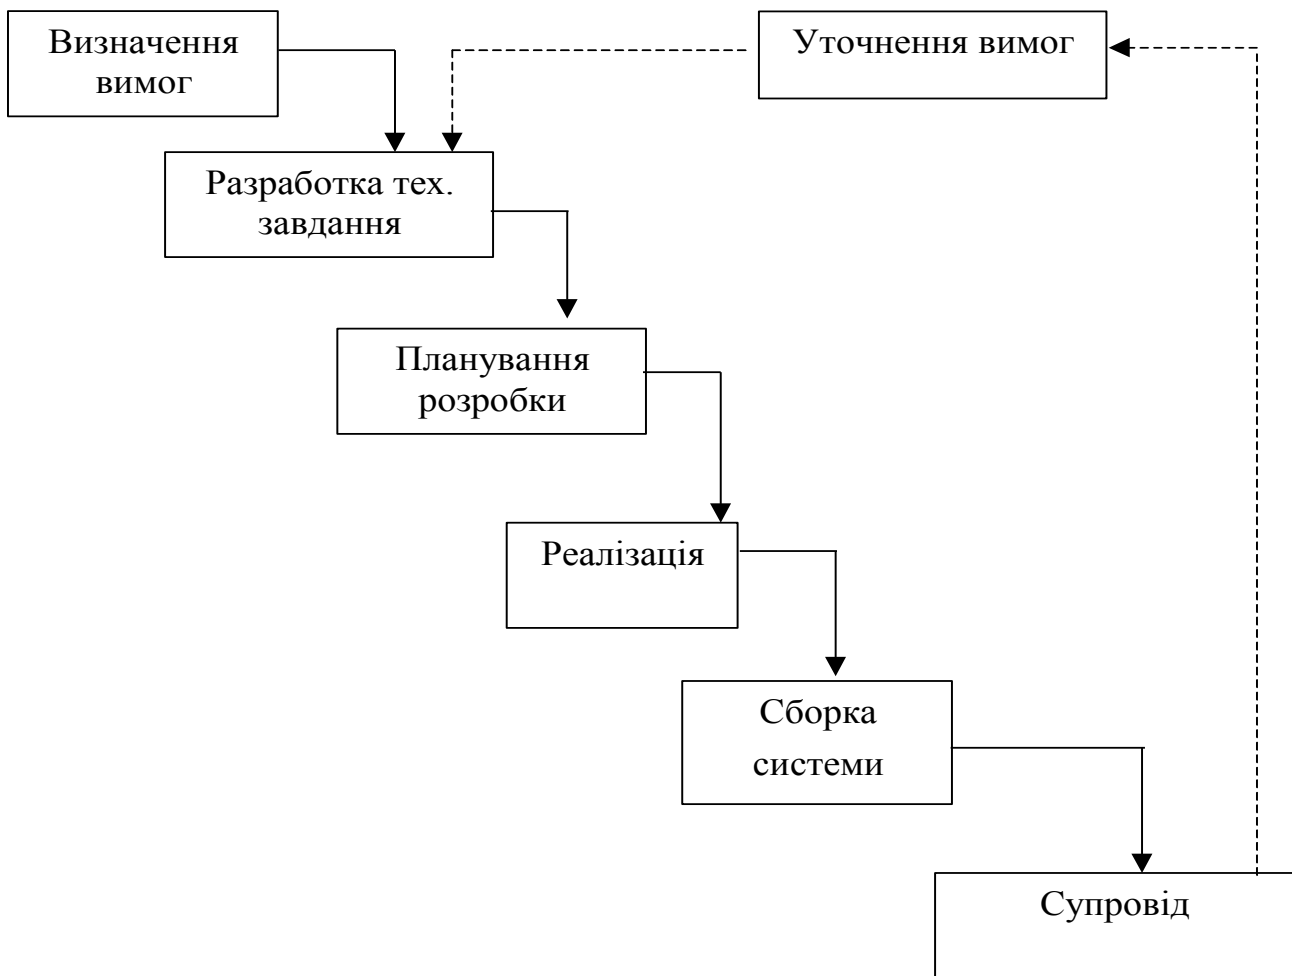 Визначення
вимог
Уточнення вимог
Разработка тех.
завдання
Планування
розробки
Реалізація
Сборка
системи
Супровід